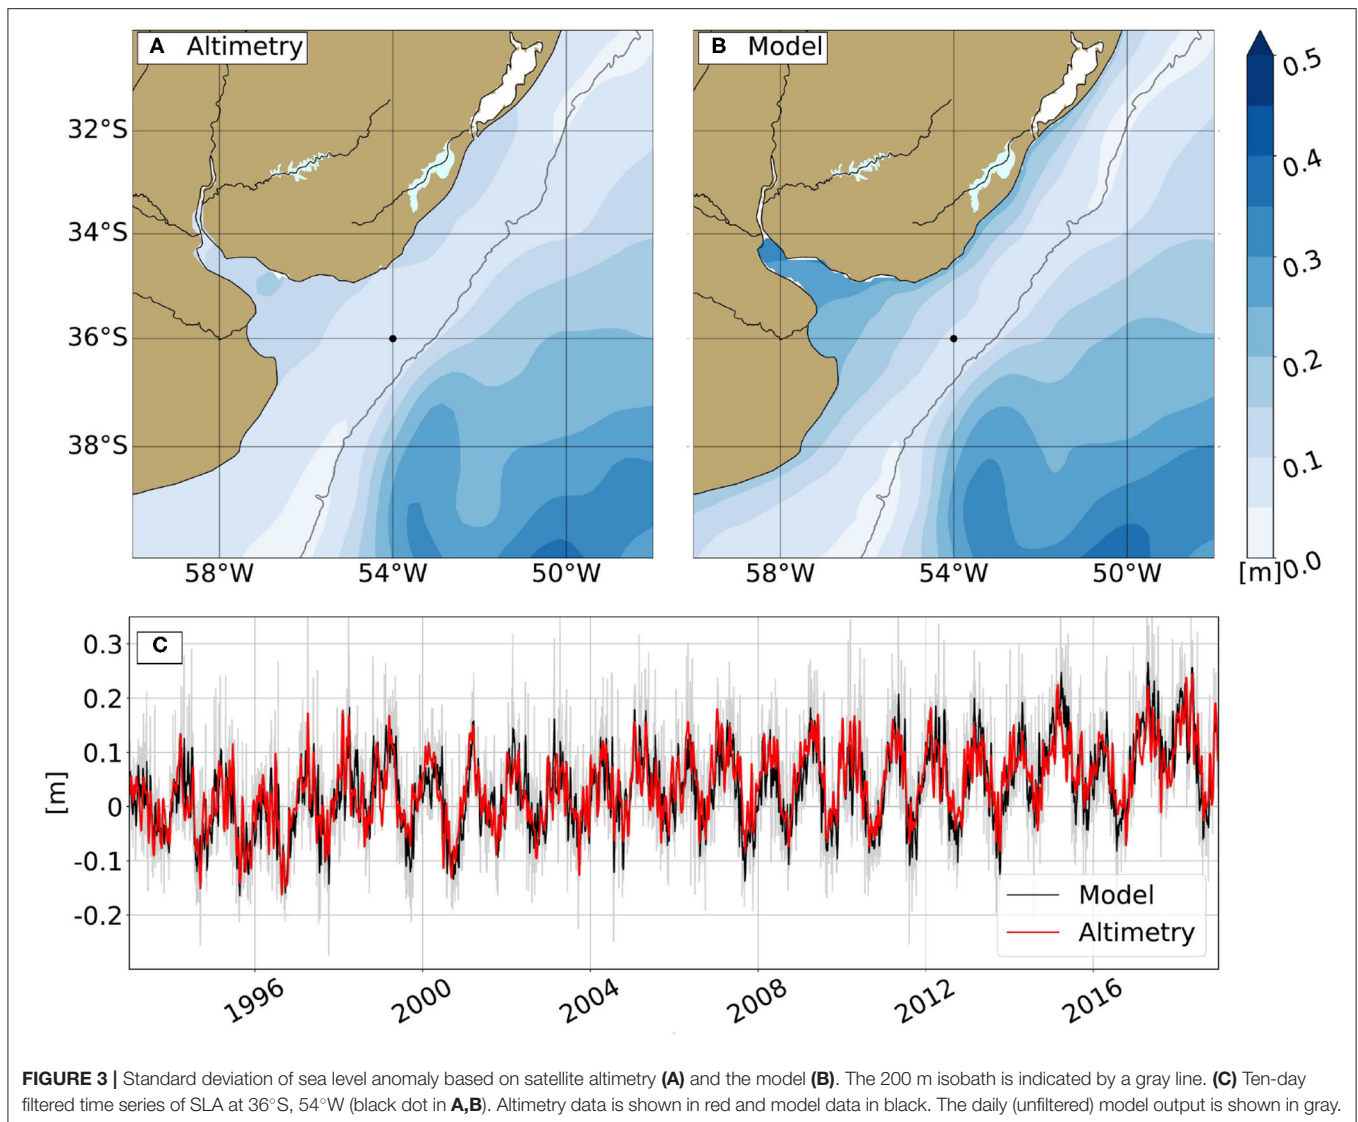 A Altimetry
B Model
32°S
34°S
36°S
38°S
58°W
54°W
50°W
58°W
54°W
50°W
0.5
0.4
0.3
0.2
0.1
[m]0.0
C
0.3
0.2
0.1
0
-0.1
-0.2
[m]
Model
Altimetry
1996
2000
2004
2008
2012
2016
FIGURE 3 | Standard deviation of sea level anomaly based on satellite altimetry (A) and the model (B). The 200 m isobath is indicated by a gray line. (C) Ten-day
filtered time series of SLA at 36°S, 54°W (black dot in A,B). Altimetry data is shown in red and model data in black. The daily (unfiltered) model output is shown in gray.